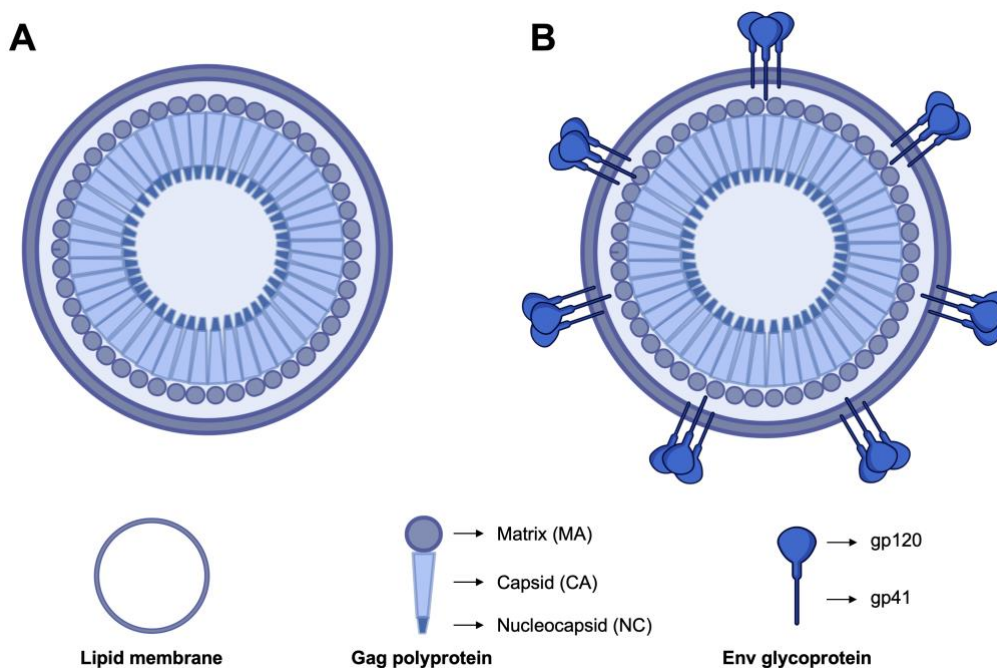 A
B
Matrix (MA)
Capsid (CA)
Nucleocapsid (NC)
gp120
gp41
Lipid membrane
Gag polyprotein
Env glycoprotein